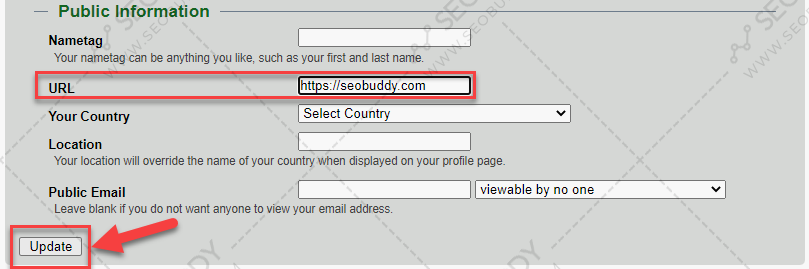 Public Information
Nametag
Your nametag can be anything you like, such as your first and last name.
URL https://seobuddy.com
Your Country Select Country
Location
Your location will override the name of your country when displayed on your profile page.
Public Email viewable by no one
Leave blank if you do not want anyone to view your email address.
Update